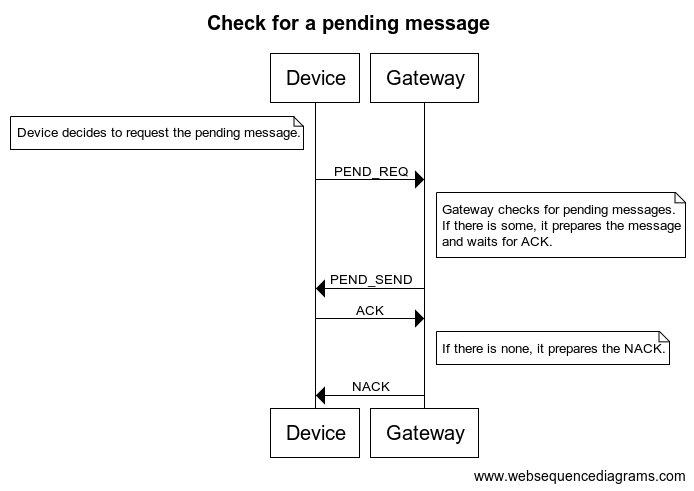 Check for a pending message
Device
Gateway
Device decides to request the pending message.
PEND_REQ
Gateway checks for pending messages.
If there is some, it prepares the message
and waits for ACK.
PEND_SEND
ACK
If there is none, it prepares the NACK.
NACK
Device
Gateway
www.websequencediagrams.com